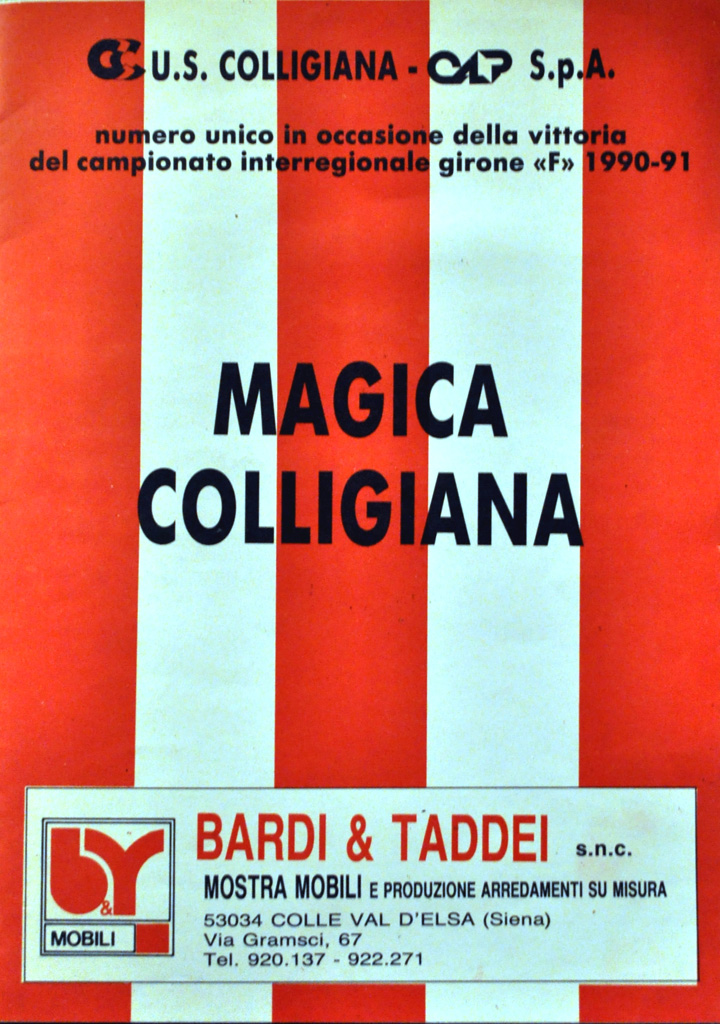 U.S. COLLIGIANA - CAP S.p.A.
numero unico in occasione della vittoria
del campionato interregionale girone «F» 1990-91
MAGICA
COLLIGIANA
BARDI & TADDEI s.n.c.
MOSTRA MOBILI E PRODUZIONE ARREDAMENTI SU MISURA
53034 COLLE VAL D'ELSA (Siena)
Via Gramsci, 67
Tel. 920.137 - 922.271
&
MOBILI